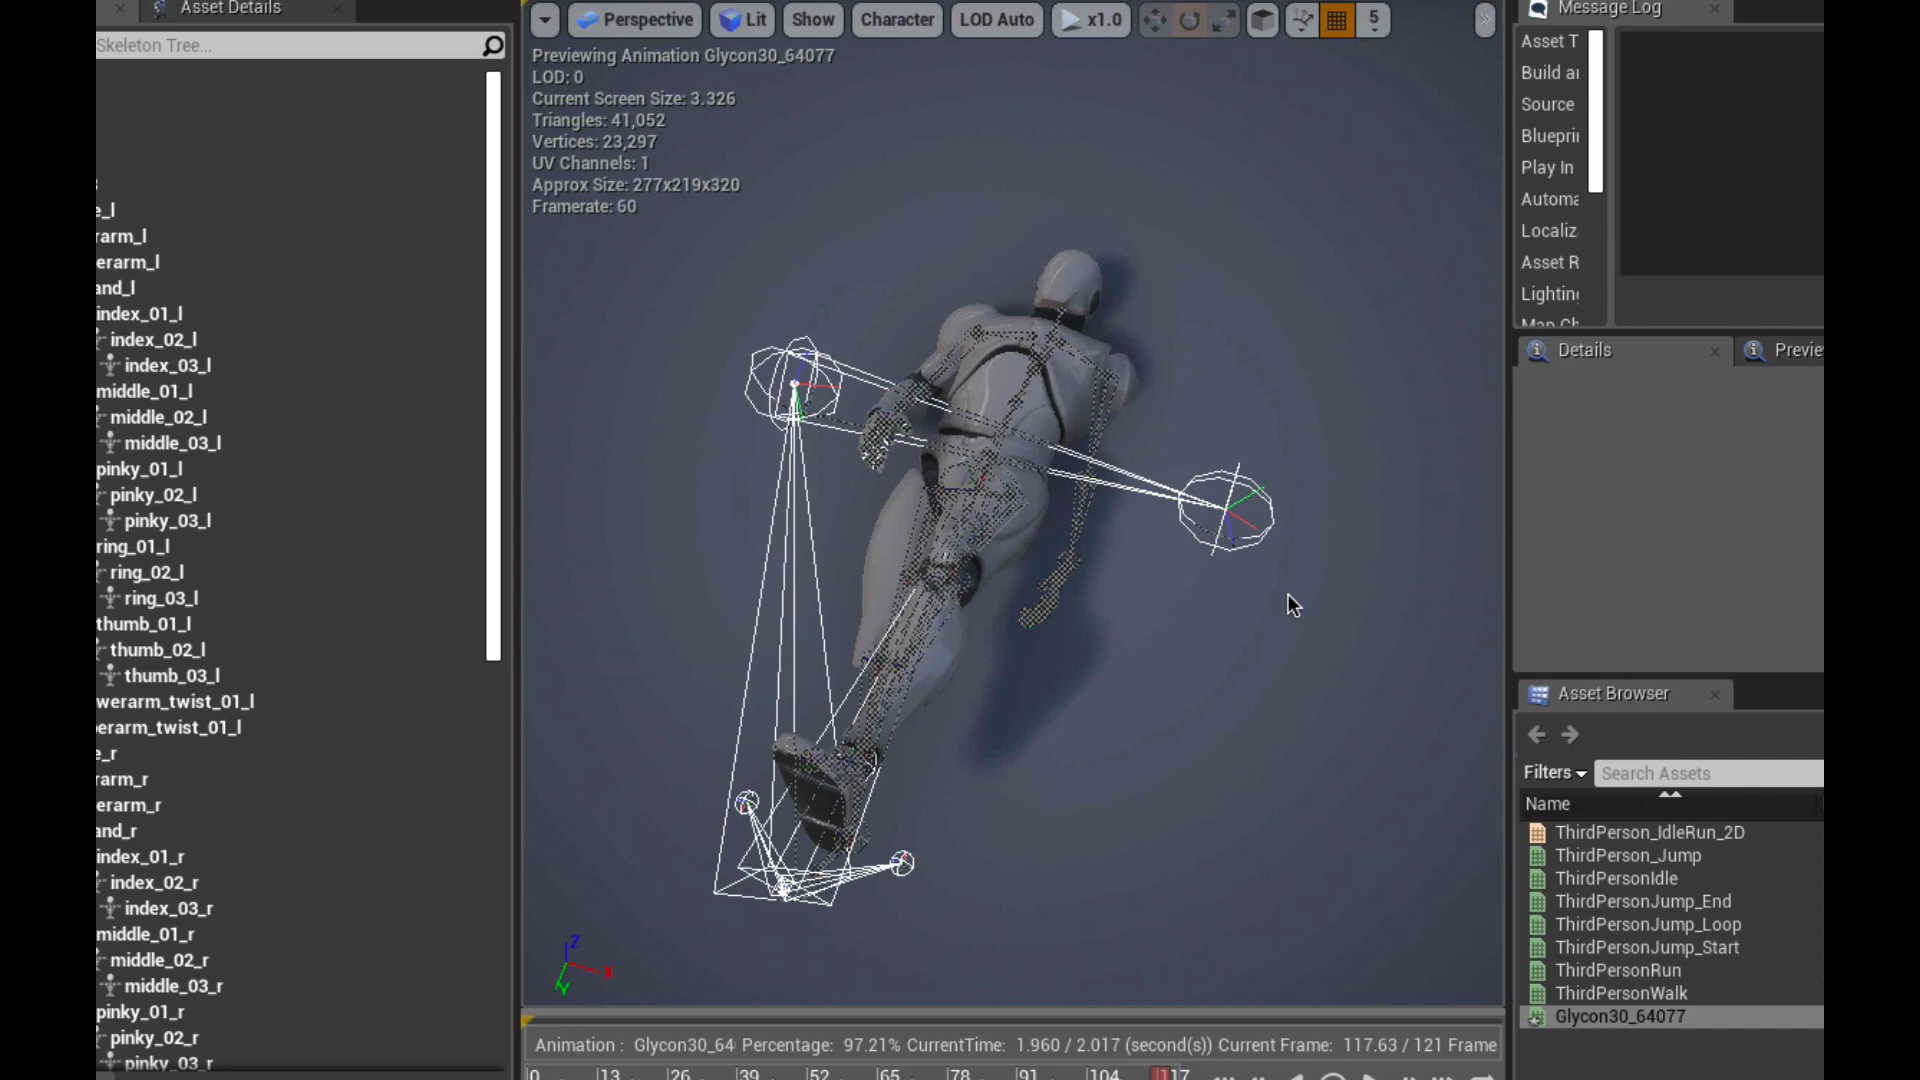 Asset Details
Skeleton Tree...
e_l
rarm_l
erarm_l
and_l
index_01_l
index_02_l
index_03_l
middle_01_l
middle_02_l
middle_03_l
pinky_01_l
pinky_02_l
pinky_03_l
ring_01_l
ring_02_l
ring_03_l
thumb_01_l
thumb_02_l
thumb_03_l
werarm_twist_01_l
erarm_twist_01_l
e_r
rarm_r
erarm_r
and_r
index_01_r
index_02_r
index_03_r
middle_01_r
middle_02_r
middle_03_r
pinky_01_r
pinky_02_r
pinky_03_r
Perspective Lit Show Character LOD Auto x1.0 5
Previewing Animation Glycon30_64077
LOD: 0
Current Screen Size: 3.326
Triangles: 41,052
Vertices: 23,297
UV Channels: 1
Approx Size: 277x219x320
Framerate: 60
Z
X
Y
Animation : Glycon30_64 Percentage: 97.21% CurrentTime: 1.960 / 2.017 (second(s)) Current Frame: 117.63 / 121 Frame
0 13 26 39 52 65 78 91 104 117
Message Log
Asset T
Build a
Source
Bluepri
Play In
Automa
Localiz
Asset R
Lighting
Map Ch
Details
Previe
Asset Browser
Filters Search Assets
Name
ThirdPerson_IdleRun_2D
ThirdPerson_Jump
ThirdPersonIdle
ThirdPersonJump_End
ThirdPersonJump_Loop
ThirdPersonJump_Start
ThirdPersonRun
ThirdPersonWalk
Glycon30_64077